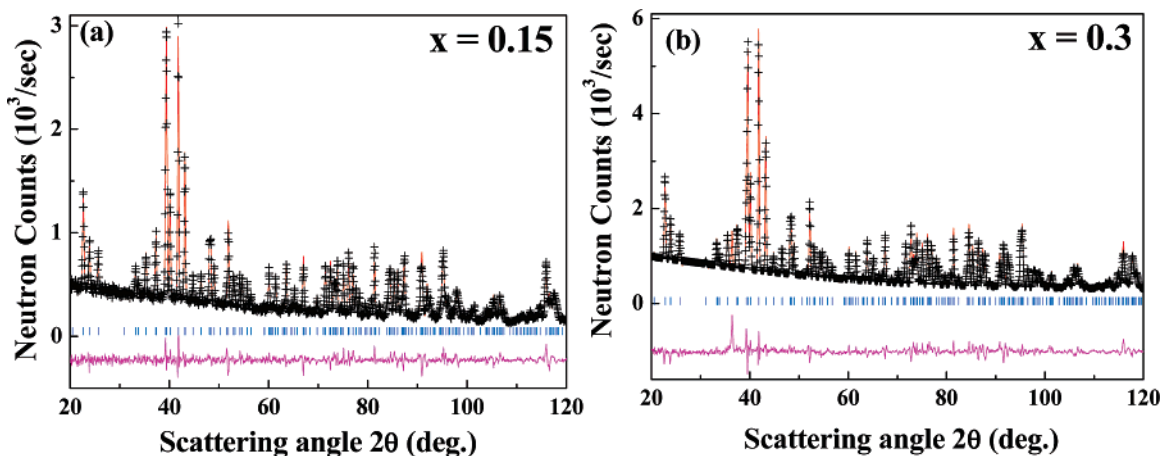 (a)
x = 0.15
Neutron Counts (10³/sec)
3
2
1
0
20 40 60 80 100 120
Scattering angle 2θ (deg.)
(b)
x = 0.3
Neutron Counts (10³/sec)
6
4
2
0
20 40 60 80 100 120
Scattering angle 2θ (deg.)